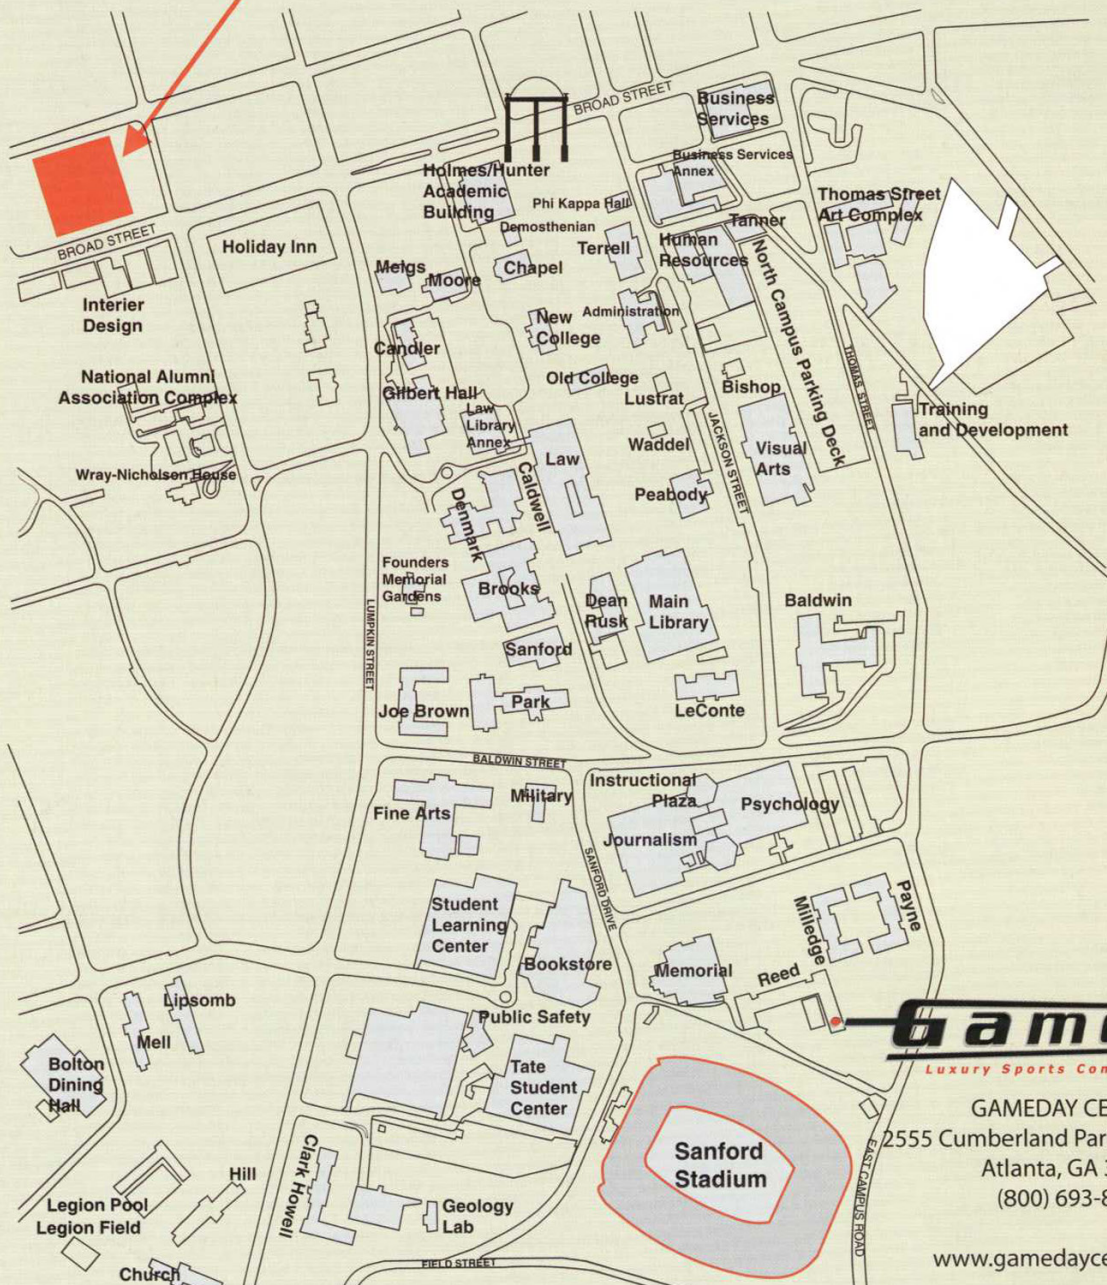 BROAD STREET
Business
Services
Holmes/Hunter
Academic
Building
Business Services
Annex
Phi Kappa Hall
Thomas Street
Art Complex
Demosthenian
Tanner
BROAD STREET
Holiday Inn
Terrell
Human
Resources
Meigs
Moore
Chapel
North Campus Parking Deck
Interier
Design
New
College
Administration
Candler
THOMAS STREET
National Alumni
Association Complex
Gilbert Hall
Old College
Lustrat
Bishop
Law
Library
Annex
Training
and Development
JACKSON STREET
Waddel
Law
Visual
Arts
Wray-Nicholson House
Caldwell
Denmark
Peabody
Founders
Memorial
Gardens
Brooks
Dean
Rusk
Main
Library
Baldwin
LUMPKIN STREET
Sanford
Joe Brown
Park
LeConte
BALDWIN STREET
Fine Arts
Military
Instructional
Plaza
Psychology
Journalism
SANFORD DRIVE
Student
Learning
Center
Milledge
Payne
Bookstore
Memorial
Reed
Lipsomb
Mell
Public Safety
Game
Luxury Sports Con
Bolton
Dining
Hall
Tate
Student
Center
GAMEDAY CE
2555 Cumberland Par
Atlanta, GA
(800) 693-8
Sanford
Stadium
EAST CAMPUS ROAD
Clark Howell
Hill
Legion Pool
Legion Field
Geology
Lab
FIELD STREET
www.gamedayce
Church